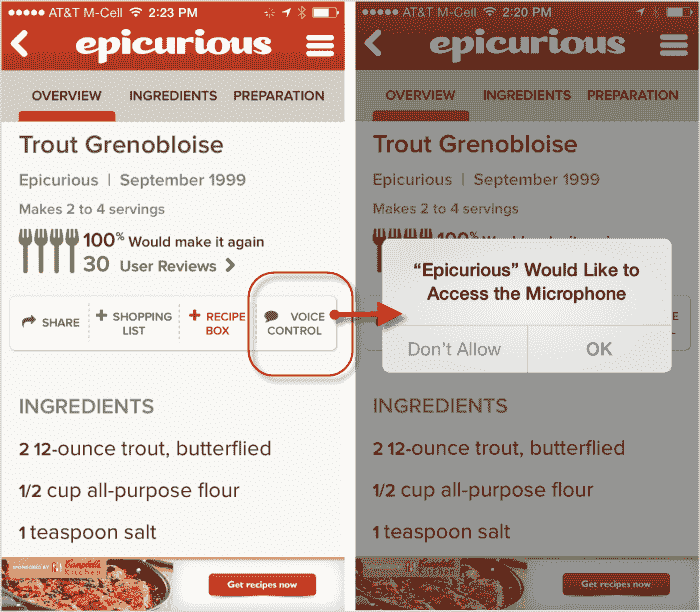 AT&T M-Cell 2:23 PM
epicurious
OVERVIEW INGREDIENTS PREPARATION
Trout Grenobloise
Epicurious | September 1999
Makes 2 to 4 servings
100% Would make it again
30 User Reviews
SHARE
SHOPPING
LIST
RECIPE
BOX
VOICE
CONTROL
INGREDIENTS
2 12-ounce trout, butterflied
1/2 cup all-purpose flour
1 teaspoon salt
SPONSORED BY Campbell's
Kitchen
Get recipes now
AT&T M-Cell 2:20 PM
epicurious
OVERVIEW INGREDIENTS PREPARATION
Trout Grenobloise
Epicurious | September 1999
Makes 2 to 4 servings
100%
“Epicurious” Would Like to
Access the Microphone
Don't Allow OK
INGREDIENTS
2 12-ounce trout, butterflied
1/2 cup all-purpose flour
1 teaspoon salt
Campbell's
Kitchen
Get recipes now